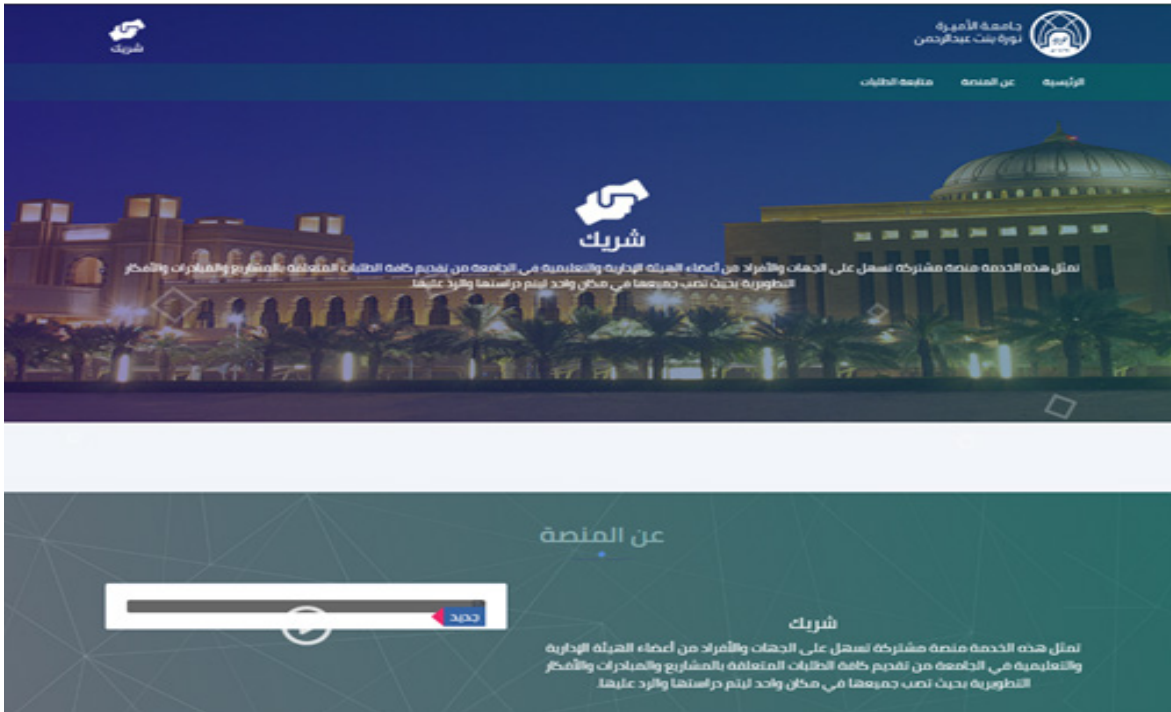 جامعة الأميرة
نورة بنت عبدالرحمن
شريك
الرئيسية
عن المنصة
متابعة الطلبات
شريك
تمثل هذه الخدمة منصة مشتركة تسهل على الجهات والأفراد من أعضاء الهيئة الإدارية والتعليمية في الجامعة من تقديم كافة الطلبات المتعلقة بالمشاريع والمبادرات والأفكار
التطويرية بحيث تصب جميعها في مكان واحد ليتم دراستها والرد عليها.
عن المنصة
جديد
شريك
تمثل هذه الخدمة منصة مشتركة تسهل على الجهات والأفراد من أعضاء الهيئة الإدارية
والتعليمية في الجامعة من تقديم كافة الطلبات المتعلقة بالمشاريع والمبادرات والأفكار
التطويرية بحيث تصب جميعها في مكان واحد ليتم دراستها والرد عليها.